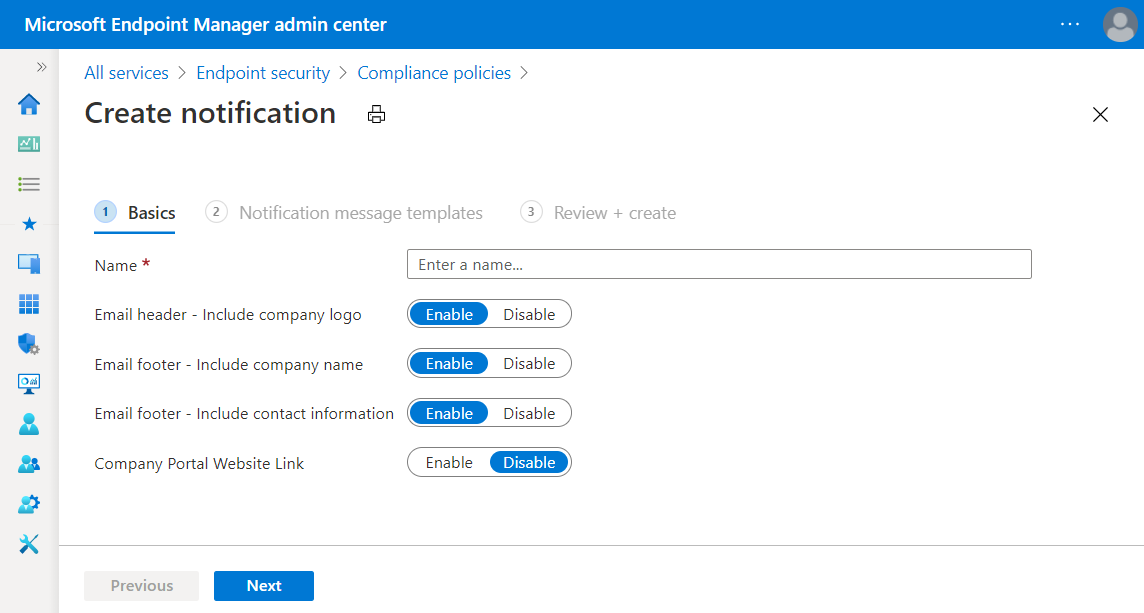 Microsoft Endpoint Manager admin center ...
All services > Endpoint security > Compliance policies >
Create notification
1 Basics 2 Notification message templates 3 Review + create
Name * Enter a name...
Email header - Include company logo Enable Disable
Email footer - Include company name Enable Disable
Email footer - Include contact information Enable Disable
Company Portal Website Link Enable Disable
Previous Next